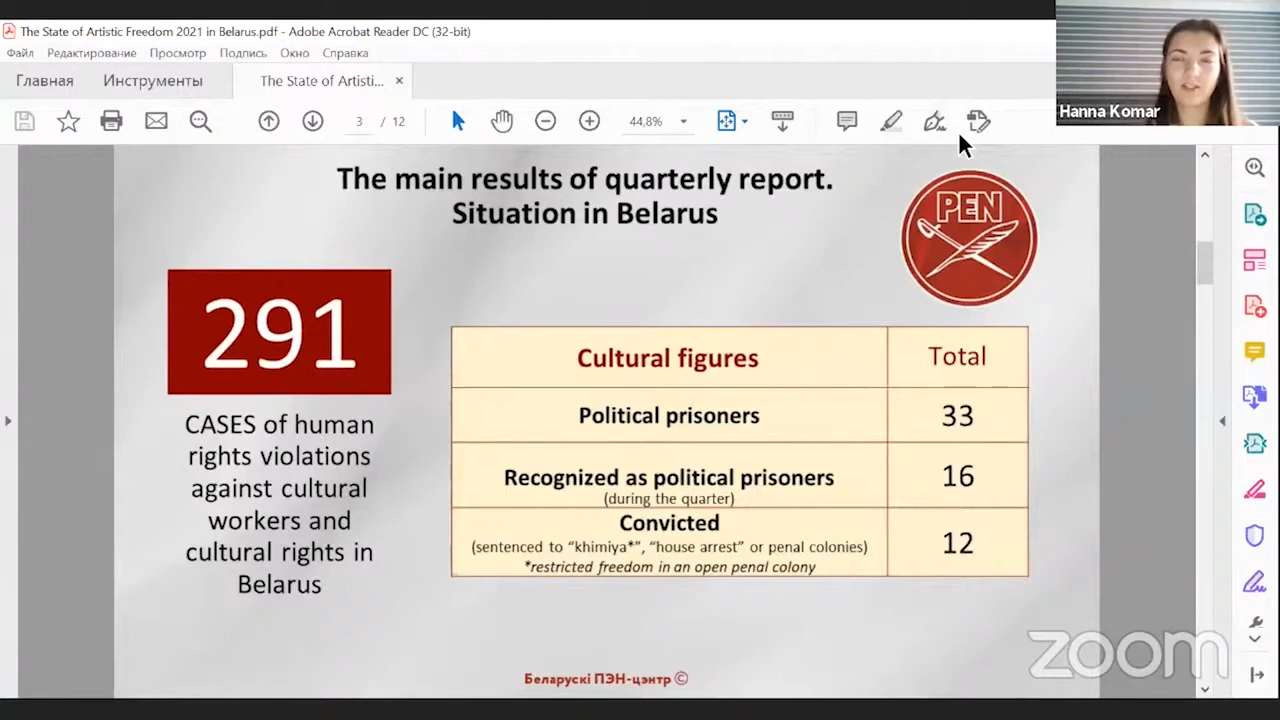 The State of Artistic Freedom 2021 in Belarus.pdf - Adobe Acrobat Reader DC (32-bit)
Файл Редактирование Просмотр Подпись Окно Справка
Главная Инструменты The State of Artisti... ×
3 / 12 44,8%
Hanna Komar
The main results of quarterly report.
Situation in Belarus
PEN
291
CASES of human
rights violations
against cultural
workers and
cultural rights in
Belarus
Cultural figures Total
Political prisoners 33
Recognized as political prisoners 16
(during the quarter)
Convicted 12
(sentenced to “khimiya*”, “house arrest” or penal colonies)
*restricted freedom in an open penal colony
Беларускі ПЭН-цэнтр ©
zoom